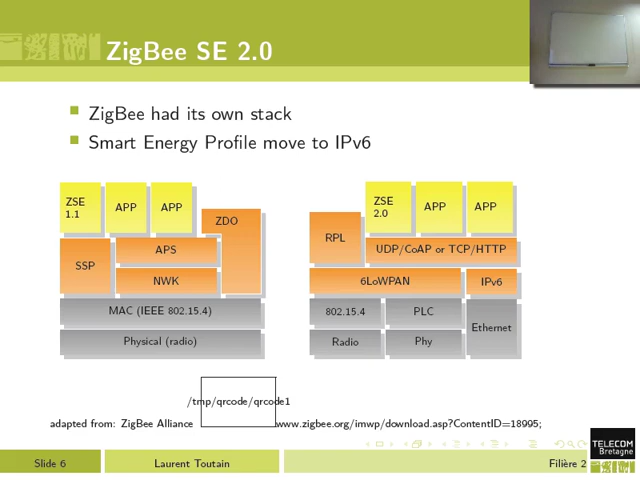 ZigBee SE 2.0
ZigBee had its own stack
Smart Energy Profile move to IPv6
ZSE
1.1
APP
APP
ZDO
APS
SSP
NWK
MAC (IEEE 802.15.4)
Physical (radio)
ZSE
2.0
APP
APP
RPL
UDP/CoAP or TCP/HTTP
6LoWPAN
IPv6
802.15.4
PLC
Ethernet
Radio
Phy
/tmp/qrcode/qrcode1
adapted from: ZigBee Alliance www.zigbee.org/imwp/download.asp?ContentID=18995;
TELECOM
Bretagne
Slide 6
Laurent Toutain
Filière 2